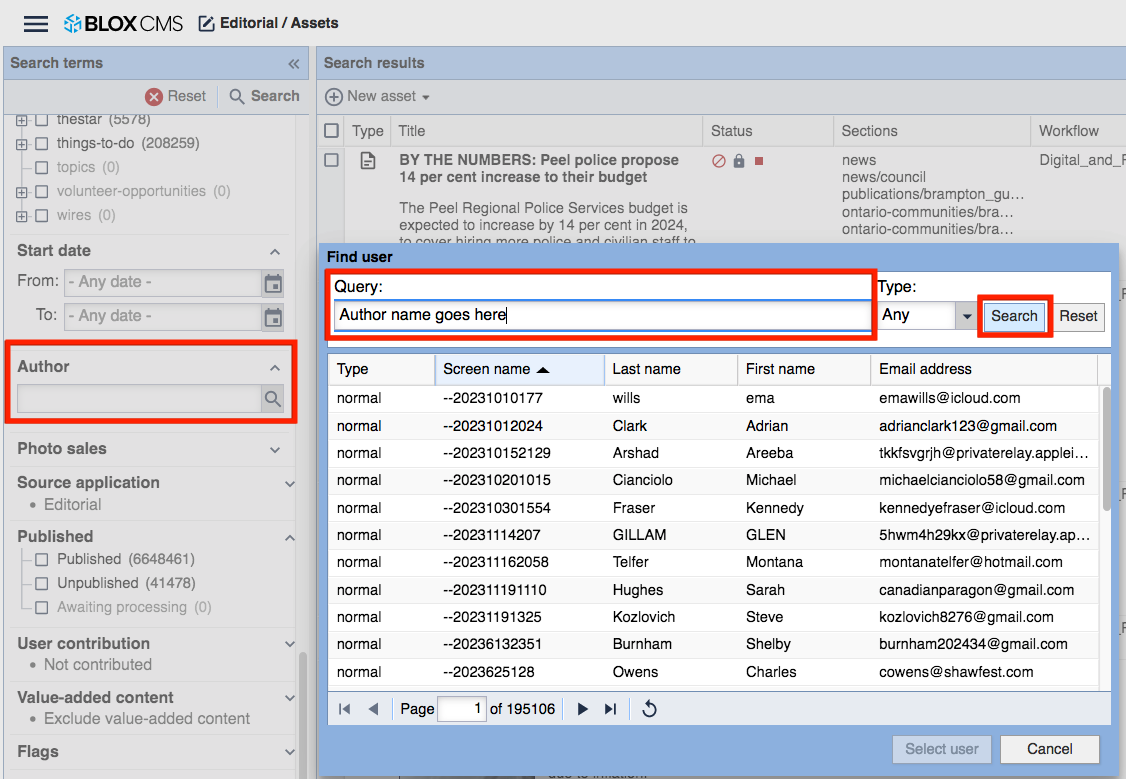 BLOX CMS Editorial / Assets
Search terms «
Reset Search
thestar (5578)
things-to-do (208259)
topics (0)
volunteer-opportunities (0)
wires (0)
Start date
From: - Any date -
To: - Any date -
Author
Photo sales
Source application
• Editorial
Published
Published (6648461)
Unpublished (41478)
Awaiting processing (0)
User contribution
• Not contributed
Value-added content
• Exclude value-added content
Flags
Search results
New asset
Type Title Status Sections Workflow
BY THE NUMBERS: Peel police propose
14 per cent increase to their budget
The Peel Regional Police Services budget is
expected to increase by 14 per cent in 2024,
to cover hiring more police and civilian staff to
news
news/council
publications/brampton_gu…
ontario-communities/bra…
ontario-communities/bra…
Digital_and_F
Find user
Query: Type:
Author name goes here Any Search Reset
Type Screen name Last name First name Email address
normal --20231010177 wills ema emawills@icloud.com
normal --2023101202​4 Clark Adrian adrianclark123@gmail.com
normal --202310152129 Arshad Areeba tkkfsvgrjh@privaterelay.applei…
normal --202310201015 Cianciolo Michael michaelcianciolo58@gmail.com
normal --202310301554 Fraser Kennedy kennedyefraser@icloud.com
normal --20231114207 GILLAM GLEN 5hwm4h29kx@privaterelay.ap…
normal --202311162058 Telfer Montana montanatelfer@hotmail.com
normal --202311191110 Hughes Sarah canadianparagon@gmail.com
normal --20231191325 Kozlovich Steve kozlovich8276@gmail.com
normal --20236132351 Burnham Shelby burnham202434@gmail.com
normal --2023625128 Owens Charles cowens@shawfest.com
Page 1 of 195106
Select user Cancel
due to inflation.